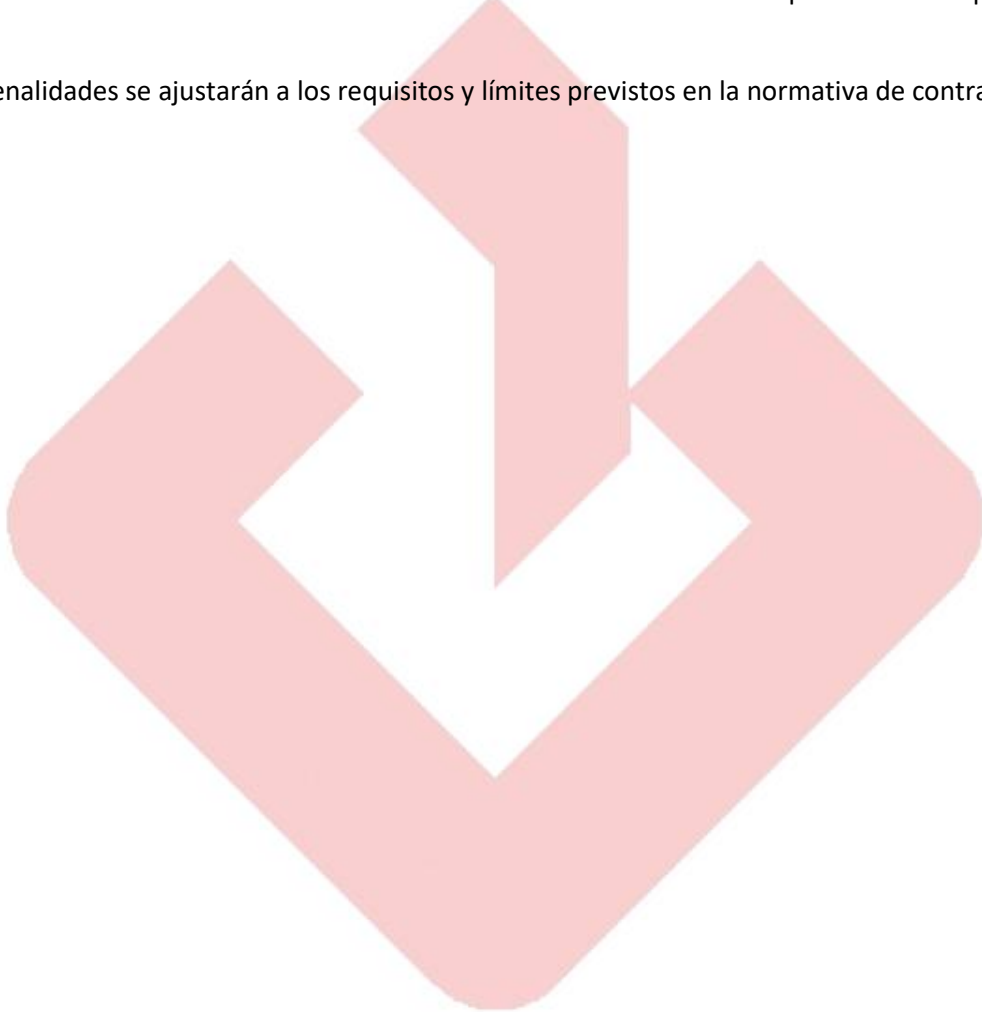 enalidades se ajustarán a los requisitos y límites previstos en la normativa de contra